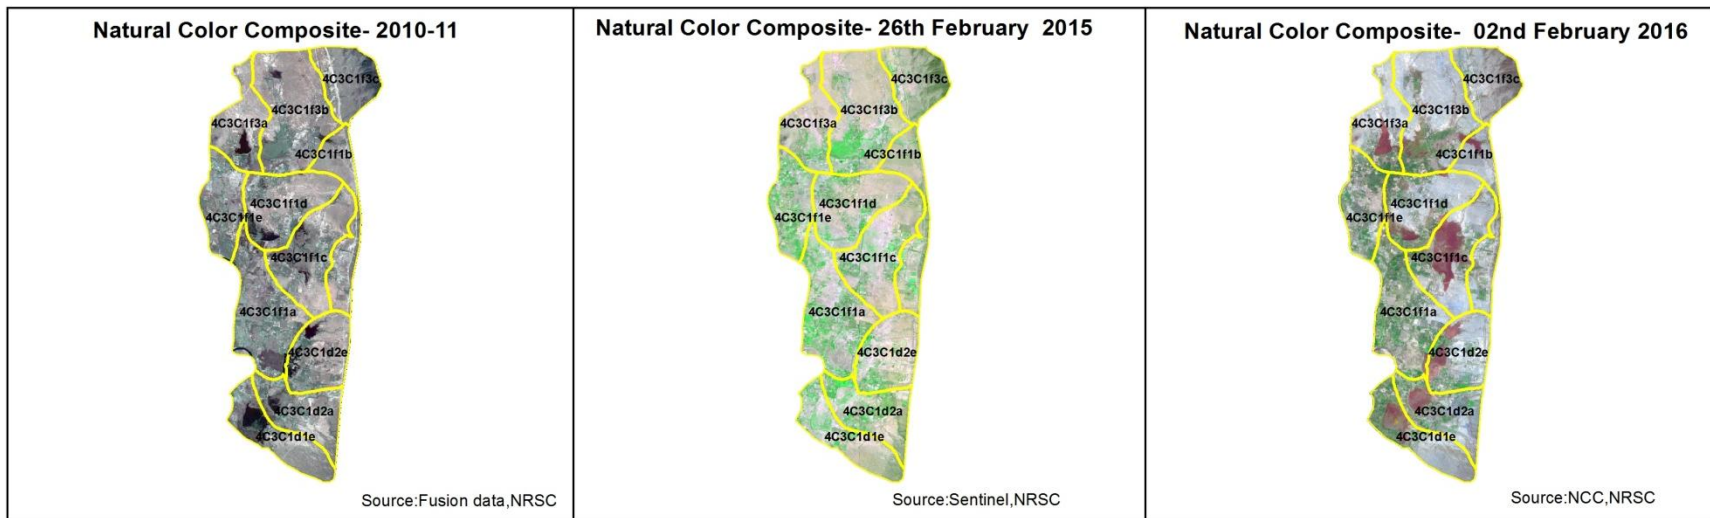 Natural Color Composite- 2010-11
4C3C1f3c
4C3C1f3b
4C3C1f3a
4C3C1f1b
4C3C1f1d
4C3C1f1e
4C3C1f1c
4C3C1f1a
4C3C1d2e
4C3C1d2a
4C3C1d1e
Source:Fusion data,NRSC
Natural Color Composite- 26th February 2015
4C3C1f3c
4C3C1f3b
4C3C1f3a
4C3C1f1b
4C3C1f1d
4C3C1f1e
4C3C1f1c
4C3C1f1a
4C3C1d2e
4C3C1d2a
4C3C1d1e
Source:Sentinel,NRSC
Natural Color Composite- 02nd February 2016
4C3C1f3c
4C3C1f3b
4C3C1f3a
4C3C1f1b
4C3C1f1d
4C3C1f1e
4C3C1f1c
4C3C1f1a
4C3C1d2e
4C3C1d2a
4C3C1d1e
Source:NCC,NRSC